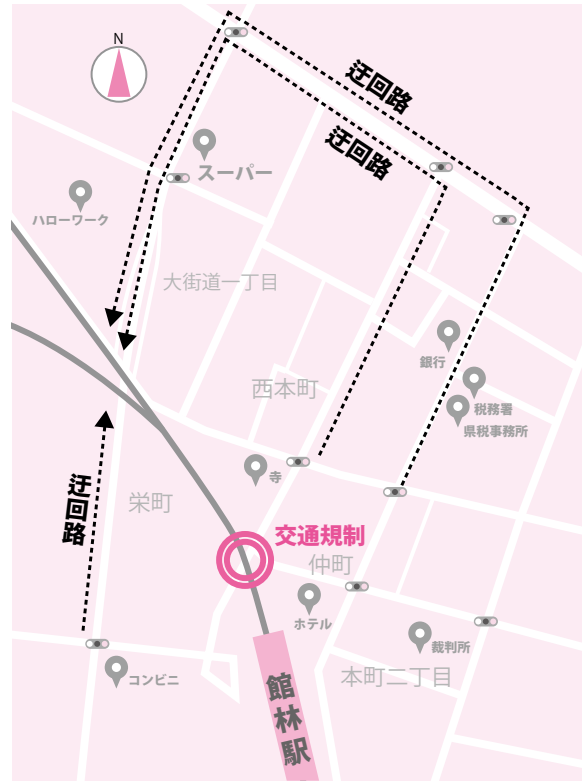 N
迂回路
迂回路
スーパー
ハローワーク
大街道一丁目
銀行
西本町
税務署
県税事務所
寺
迂回路
栄町
交通規制
仲町
ホテル
裁判所
コンビニ
本町二丁目
館林駅